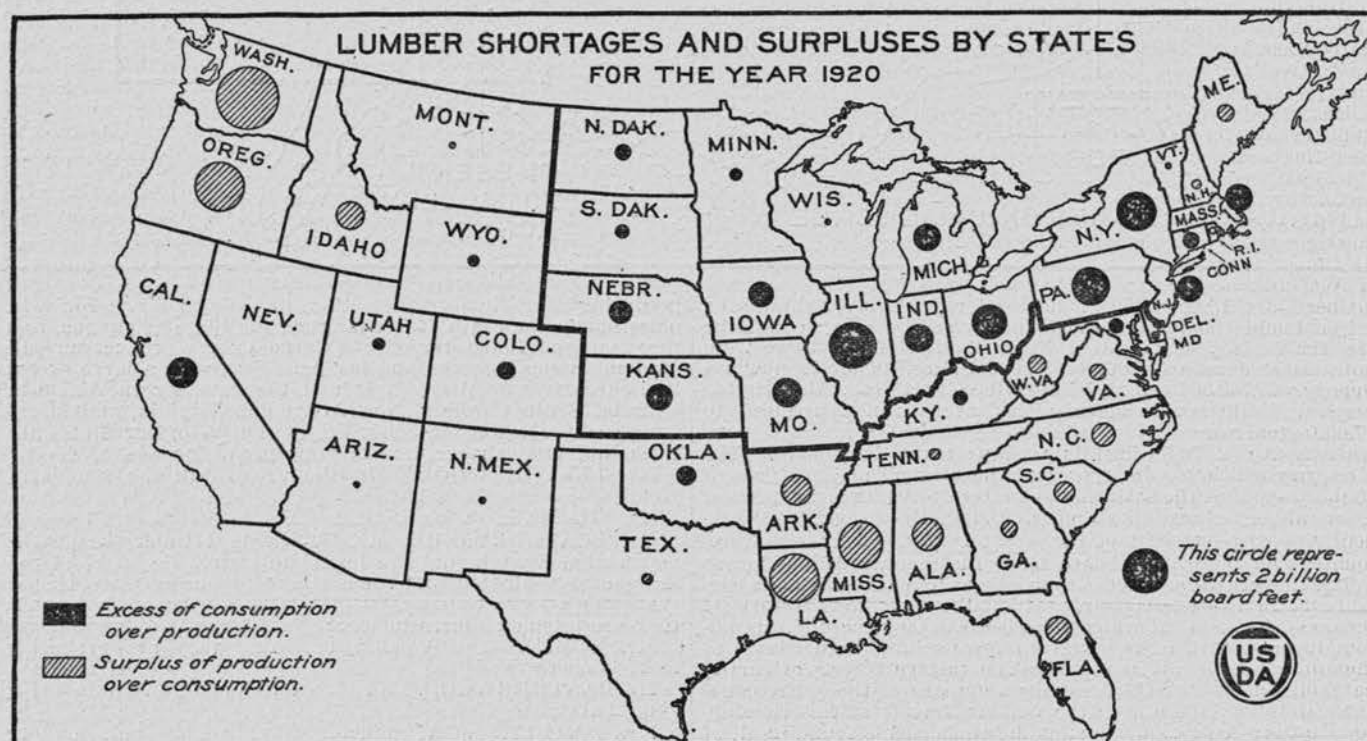 LUMBER SHORTAGES AND SURPLUSES BY STATES
FOR THE YEAR 1920
WASH.
OREG.
IDAHO
MONT.
WYO.
CAL.
NEV.
UTAH
COLO.
ARIZ.
N.MEX.
N. DAK.
S. DAK.
NEBR.
KANS.
OKLA
TEX.
MINN.
IOWA
MO.
ARK.
LA.
WIS.
ILL.
MICH.
IND.
OHIO
KY.
TENN.
MISS.
ALA.
GA.
FLA.
S.C.
N.C.
VA.
W.VA
PA.
N.Y.
VT.
N.H.
ME.
MASS.
R.I.
CONN
N.J.
DEL.
MD
Excess of consumption
over production.
Surplus of production
over consumption.
This circle repre-
sents 2 billion
board feet.
US
DA